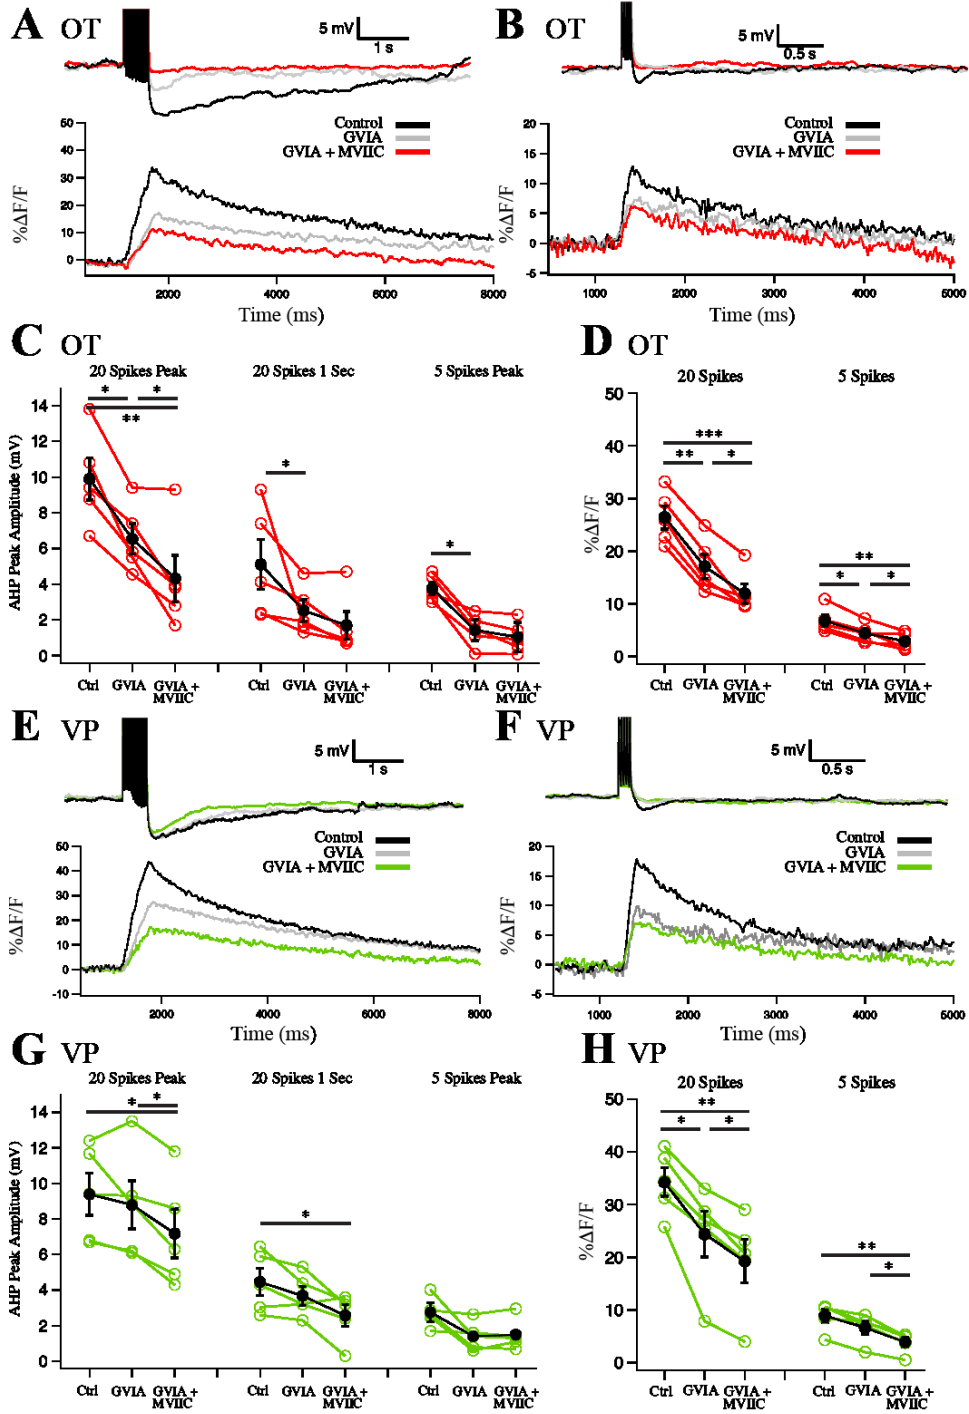 A OT
5 mV
1 s
Control
GVIA
GVIA + MVIIC
%ΔF/F
50
40
30
20
10
0
2000 4000 6000 8000
Time (ms)
B OT
5 mV
0.5 s
Control
GVIA
GVIA + MVIIC
%ΔF/F
20
15
10
5
0
-5
1000 2000 3000 4000 5000
Time (ms)
C OT
20 Spikes Peak 20 Spikes 1 Sec 5 Spikes Peak
* *
**
*
*
AHP Peak Amplitude (mV)
14
12
10
8
6
4
2
0
Ctrl GVIA GVIA + MVIIC Ctrl GVIA GVIA + MVIIC Ctrl GVIA GVIA + MVIIC
D OT
20 Spikes 5 Spikes
***
** *
**
* *
%ΔF/F
50
40
30
20
10
0
Ctrl GVIA GVIA + MVIIC Ctrl GVIA GVIA + MVIIC
E VP
5 mV
1 s
Control
GVIA
GVIA + MVIIC
%ΔF/F
50
40
30
20
10
0
-10
2000 4000 6000 8000
Time (ms)
F VP
5 mV
0.5 s
Control
GVIA
GVIA + MVIIC
%ΔF/F
20
15
10
5
0
-5
1000 2000 3000 4000 5000
Time (ms)
G VP
20 Spikes Peak 20 Spikes 1 Sec 5 Spikes Peak
* *
*
AHP Peak Amplitude (mV)
14
12
10
8
6
4
2
0
Ctrl GVIA GVIA + MVIIC Ctrl GVIA GVIA + MVIIC Ctrl GVIA GVIA + MVIIC
H VP
20 Spikes 5 Spikes
**
* *
**
*
%ΔF/F
50
40
30
20
10
0
Ctrl GVIA GVIA + MVIIC Ctrl GVIA GVIA + MVIIC